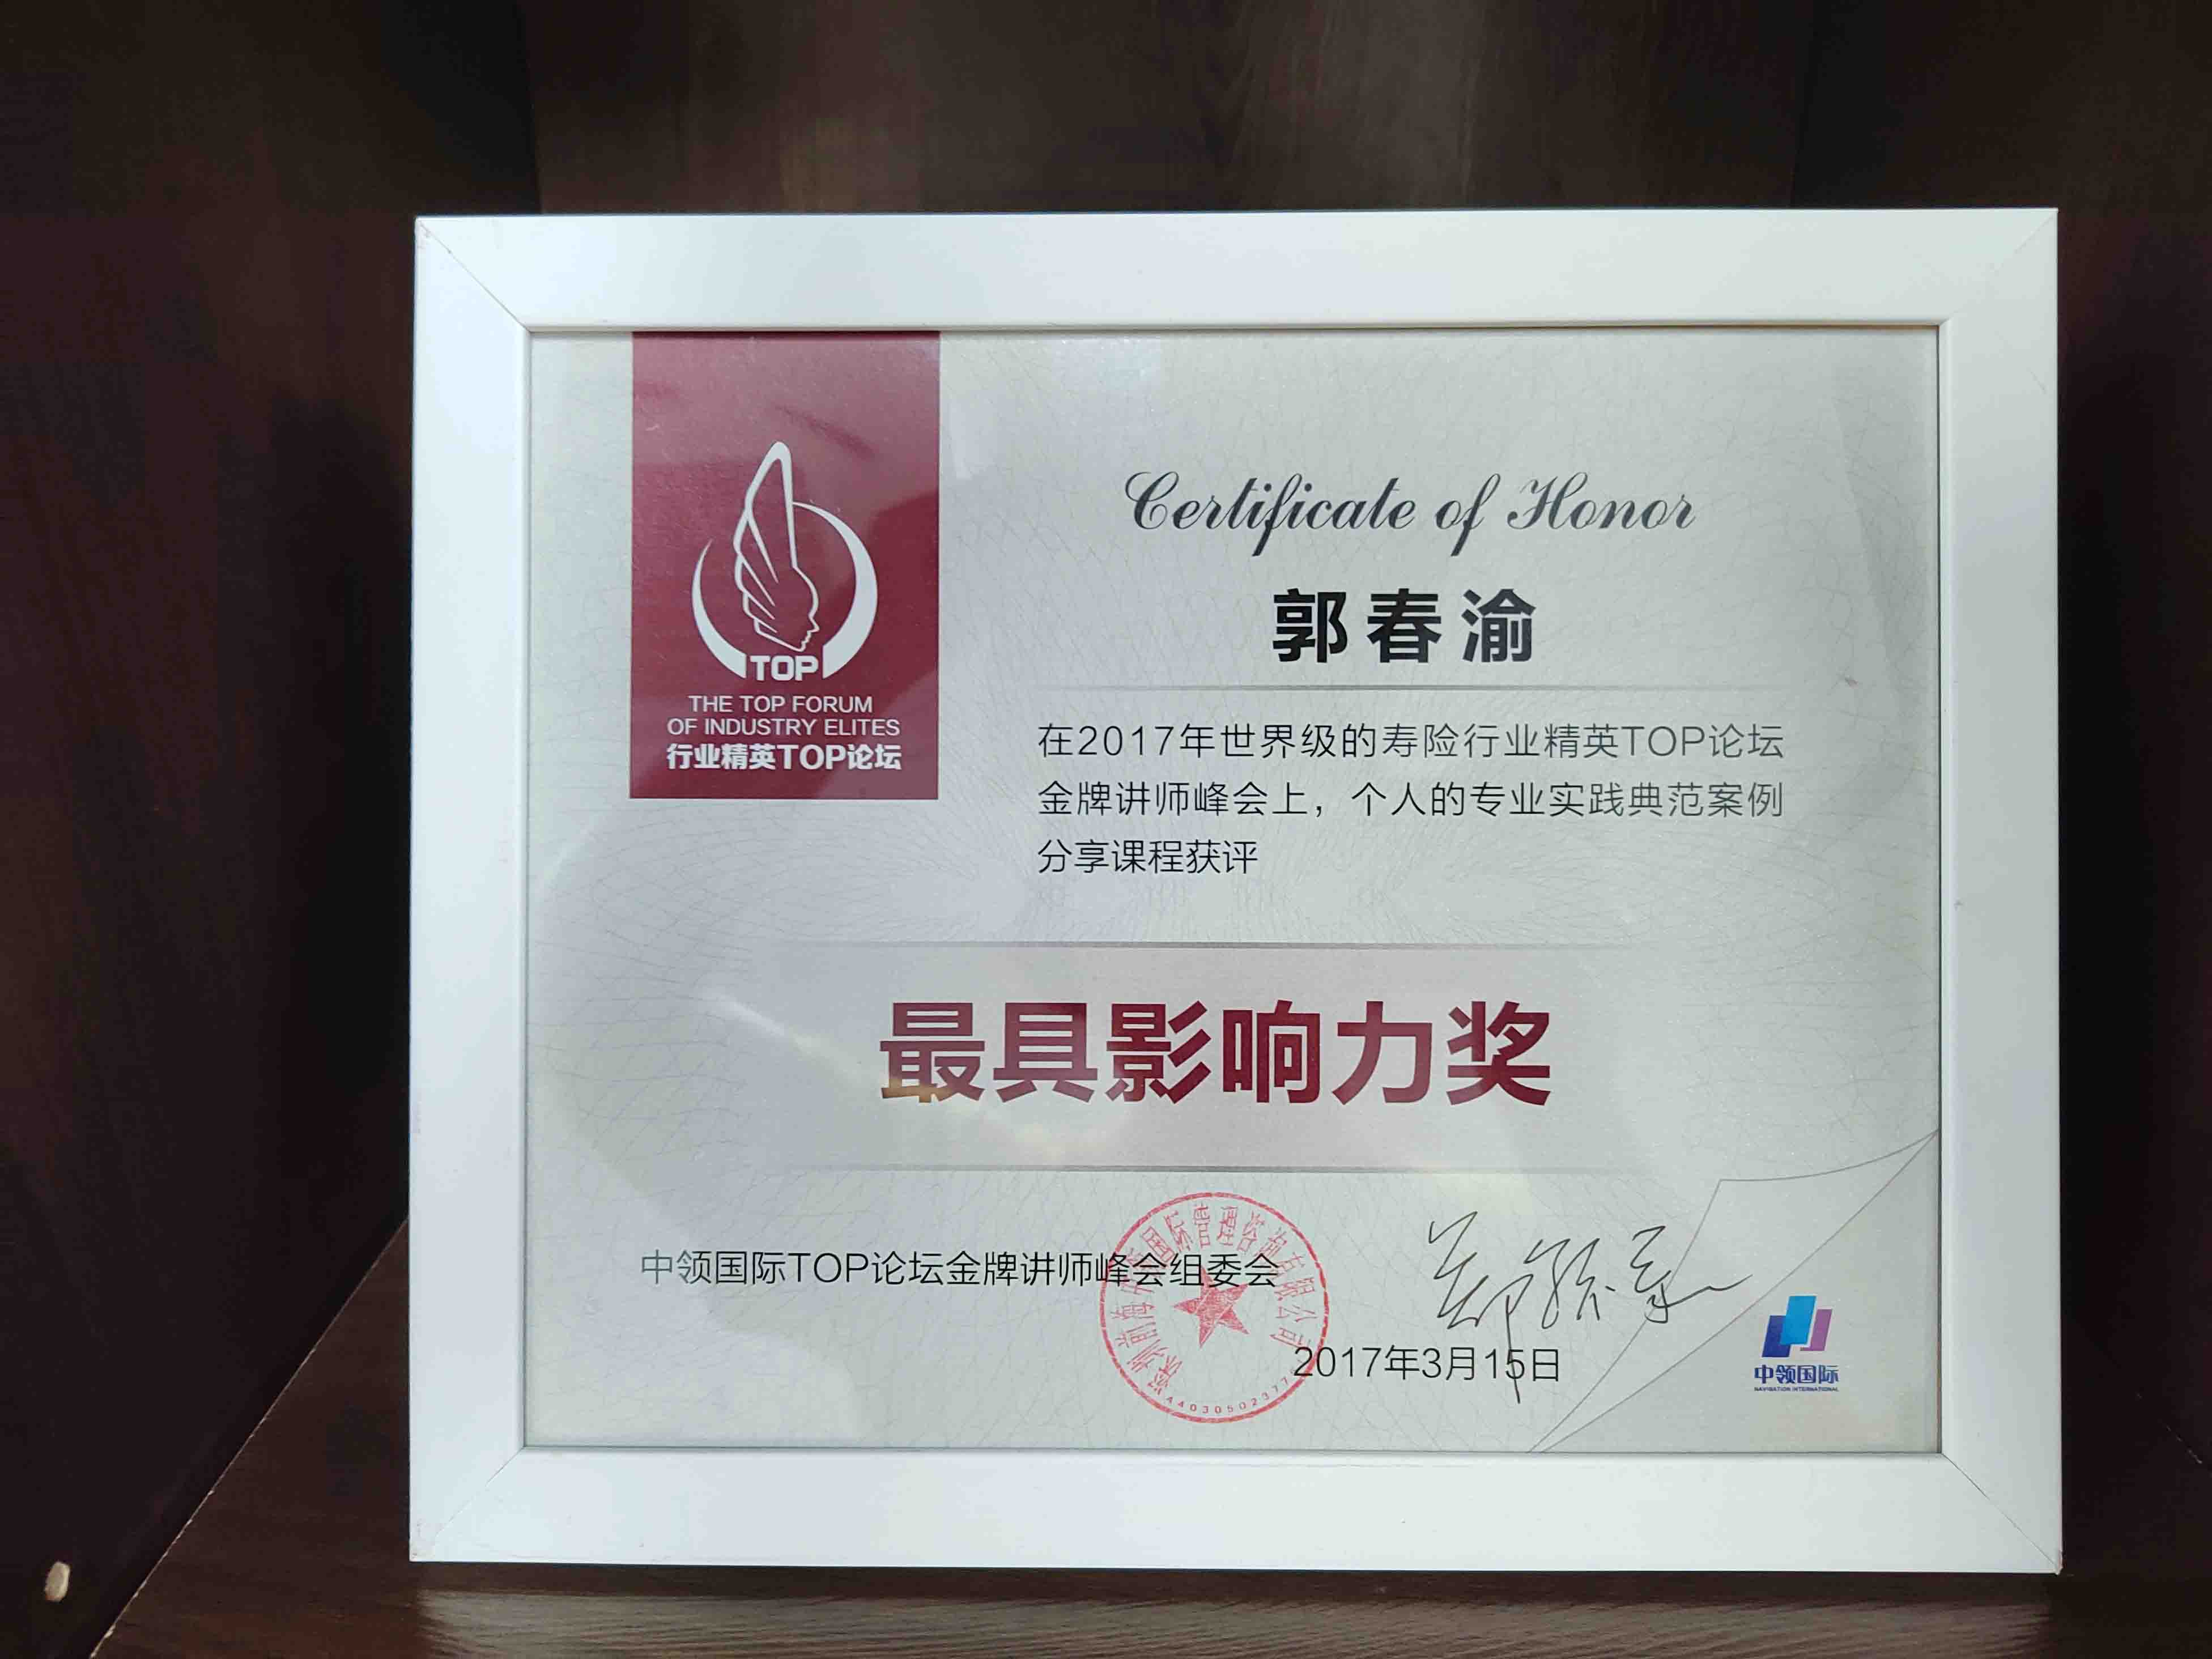 TOP
THE TOP FORUM
OF INDUSTRY ELITES
行业精英TOP论坛
Certificate of Honor
郭春渝
在2017年世界级的寿险行业精英TOP论坛
金牌讲师峰会上，个人的专业实践典范案例
分享课程获评
最具影响力奖
中领国际TOP论坛金牌讲师峰会组委会
2017年3月15日
中领国际
NAVIGATION INTERNATIONAL